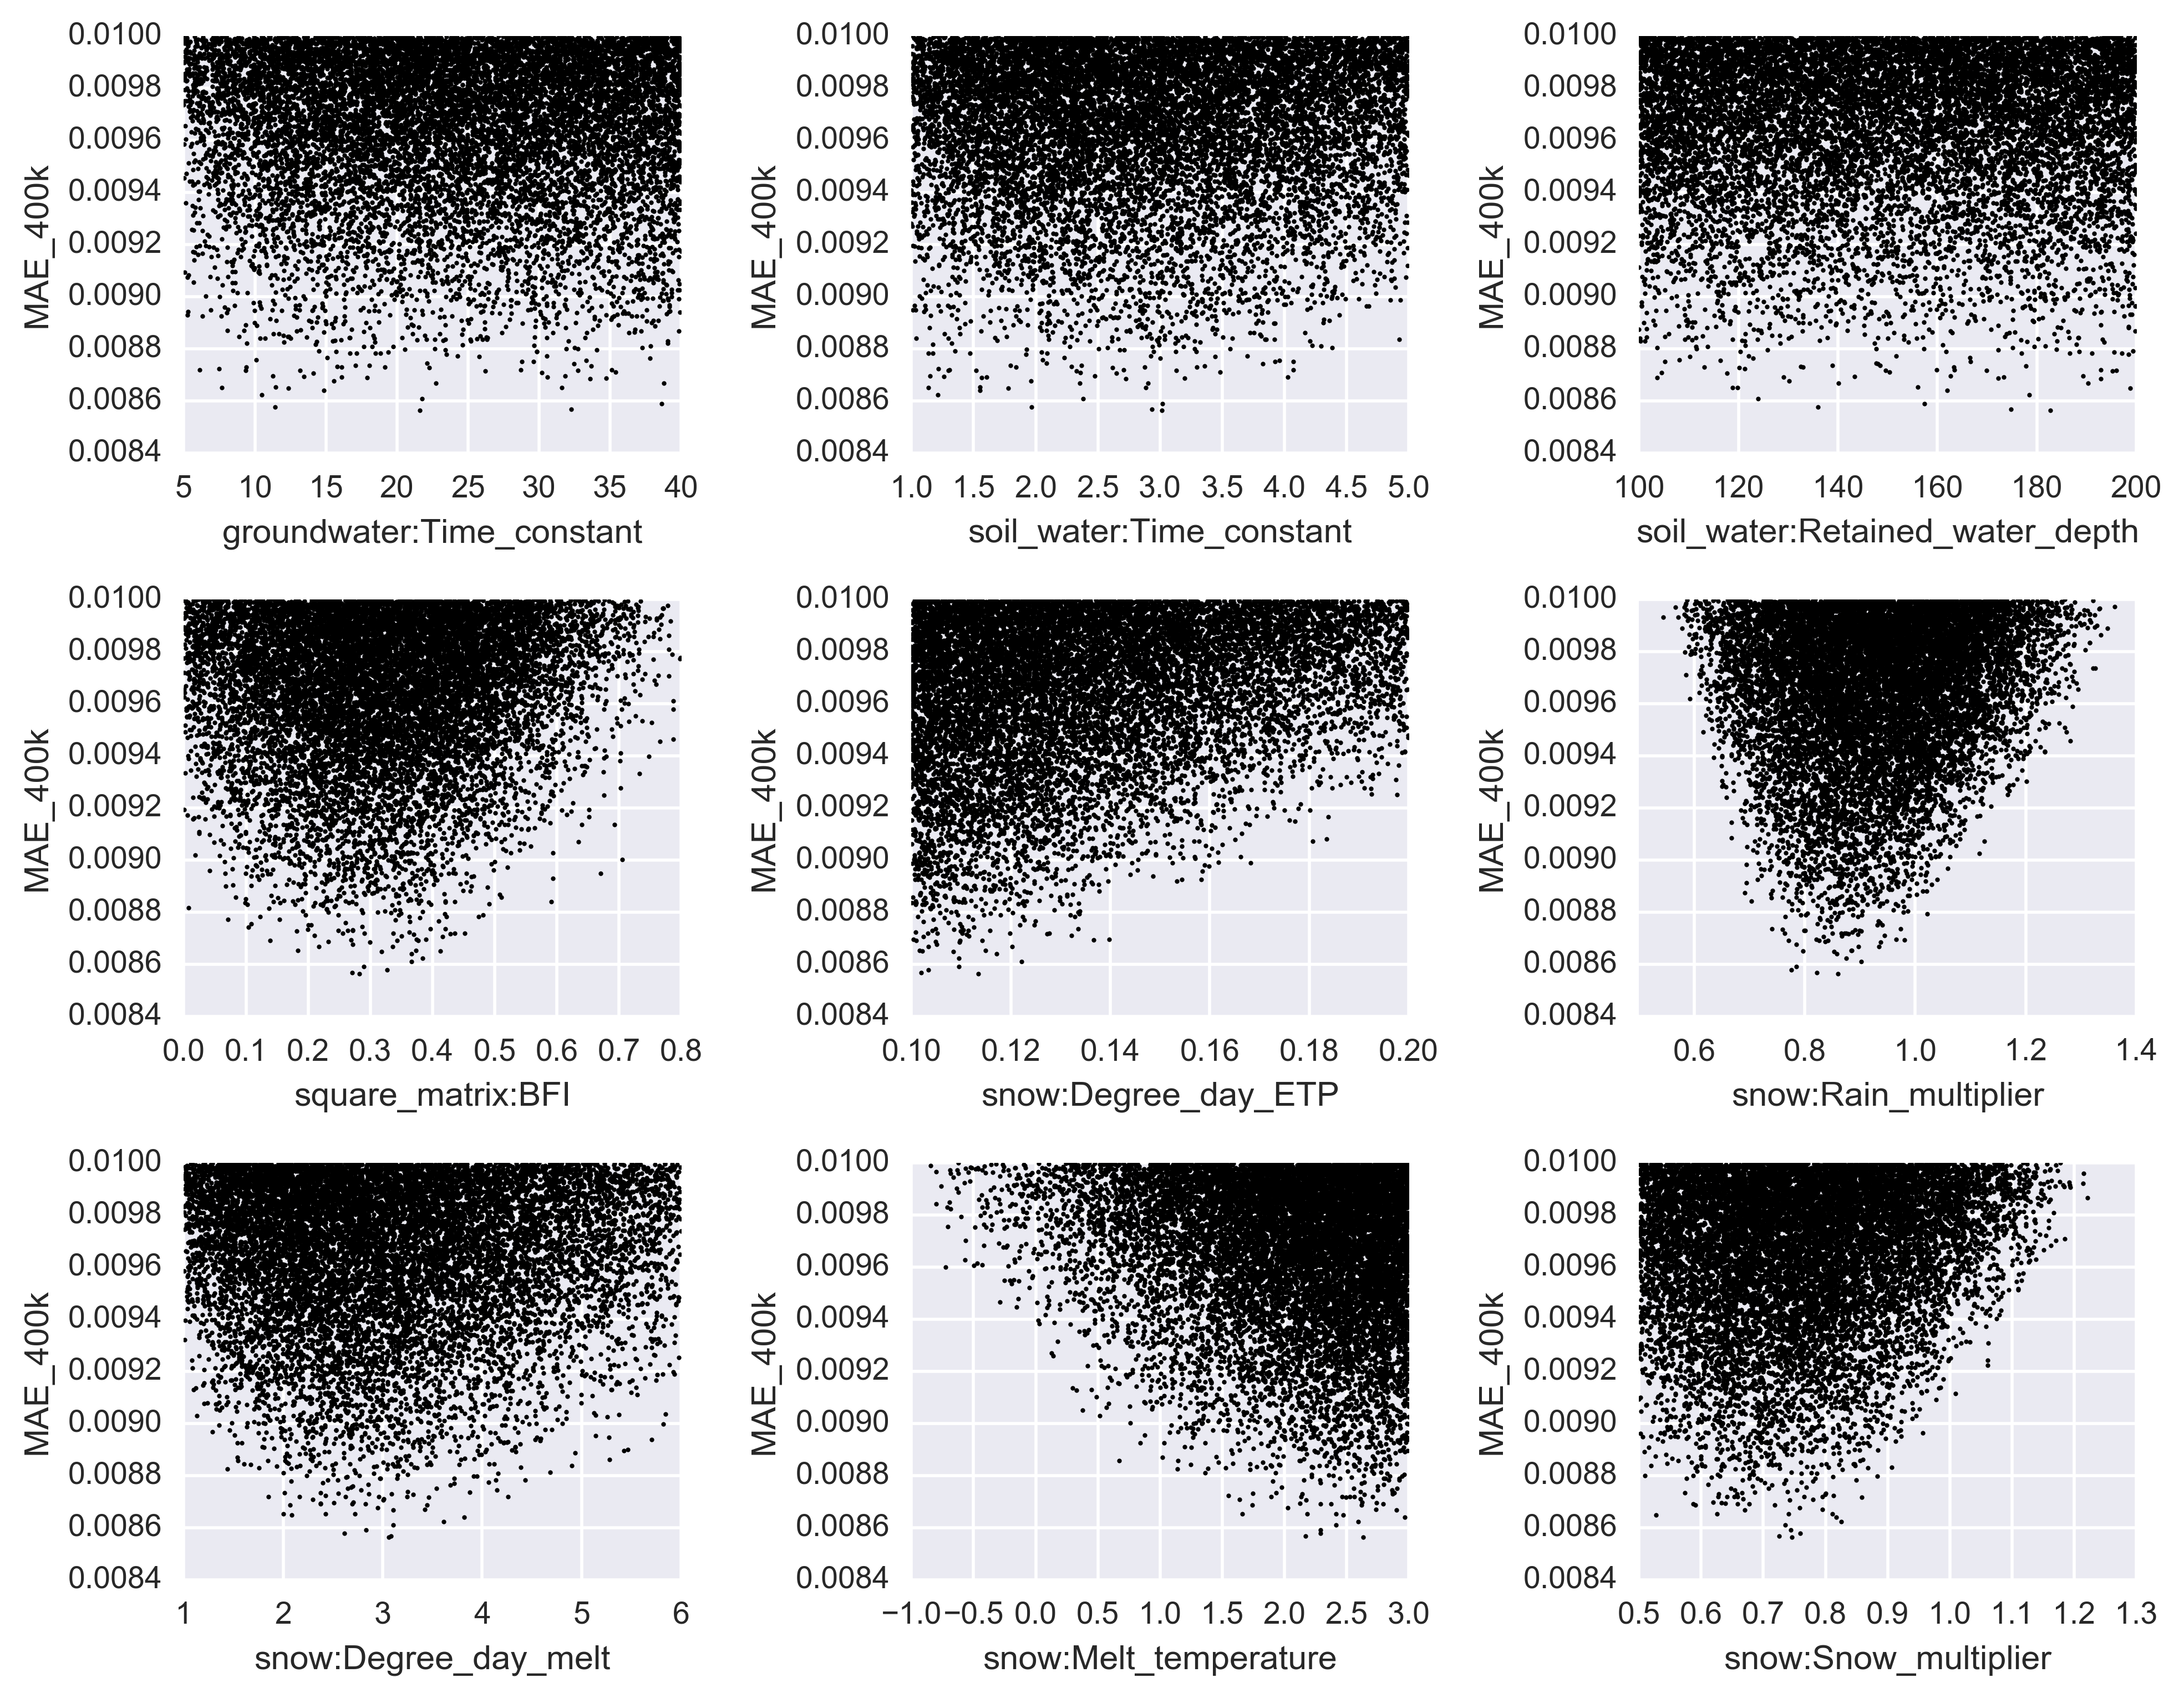 0.0100 0.0100 0.0100
0.0098 0.0098 0.0098
0.0096 0.0096 0.0096
0.0094 0.0094 0.0094
0.0092 0.0092 0.0092
0.0090 0.0090 0.0090
0.0088 0.0088 0.0088
0.0086 0.0086 0.0086
0.0084 0.0084 0.0084
MAE_400k MAE_400k MAE_400k
5 10 15 20 25 30 35 40 1.0 1.5 2.0 2.5 3.0 3.5 4.0 4.5 5.0 100 120 140 160 180 200
groundwater:Time_constant soil_water:Time_constant soil_water:Retained_water_depth
0.0100 0.0100 0.0100
0.0098 0.0098 0.0098
0.0096 0.0096 0.0096
0.0094 0.0094 0.0094
0.0092 0.0092 0.0092
0.0090 0.0090 0.0090
0.0088 0.0088 0.0088
0.0086 0.0086 0.0086
0.0084 0.0084 0.0084
MAE_400k MAE_400k MAE_400k
0.0 0.1 0.2 0.3 0.4 0.5 0.6 0.7 0.8 0.10 0.12 0.14 0.16 0.18 0.20 0.6 0.8 1.0 1.2 1.4
square_matrix:BFI snow:Degree_day_ETP snow:Rain_multiplier
0.0100 0.0100 0.0100
0.0098 0.0098 0.0098
0.0096 0.0096 0.0096
0.0094 0.0094 0.0094
0.0092 0.0092 0.0092
0.0090 0.0090 0.0090
0.0088 0.0088 0.0088
0.0086 0.0086 0.0086
0.0084 0.0084 0.0084
MAE_400k MAE_400k MAE_400k
1 2 3 4 5 6 −1.0 −0.5 0.0 0.5 1.0 1.5 2.0 2.5 3.0 0.5 0.6 0.7 0.8 0.9 1.0 1.1 1.2 1.3
snow:Degree_day_melt snow:Melt_temperature snow:Snow_multiplier